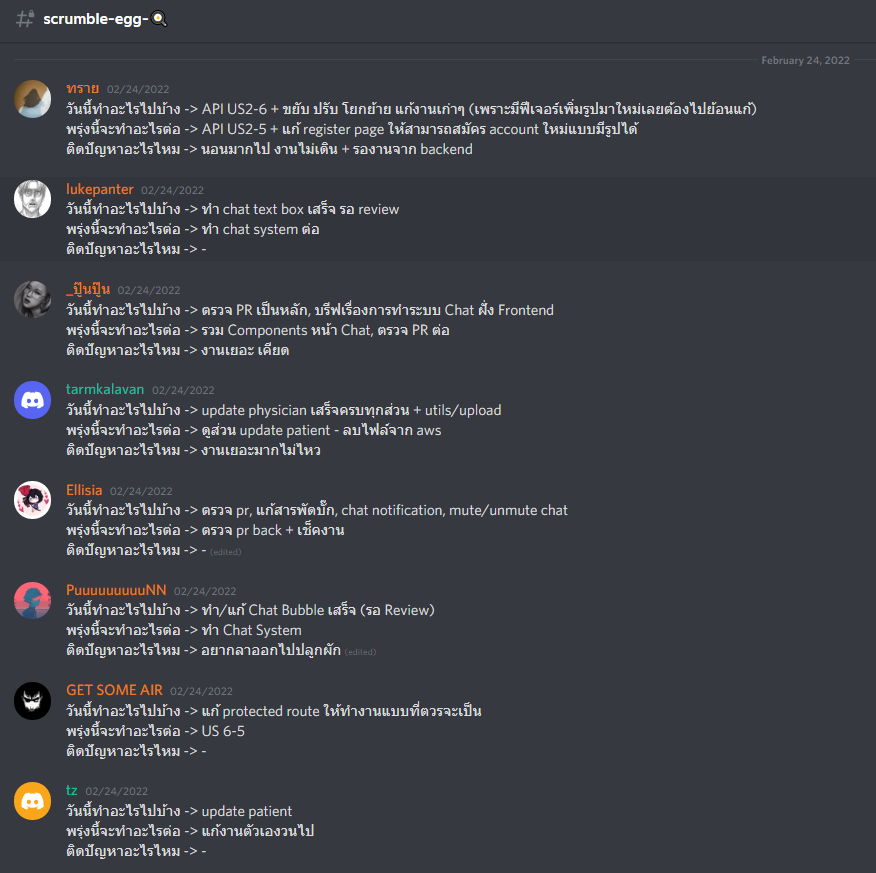 scrumble-egg-🍳
February 24, 2022
ทราย 02/24/2022
วันนี้ทำอะไรไปบ้าง -> API US2-6 + ขยับ ปรับ โยกย้าย แก้งานเก่าๆ (เพราะมีฟีเจอร์เพิ่มรูปมาใหม่เลยต้องไปย้อนแก้)
พรุ่งนี้จะทำอะไรต่อ -> API US2-5 + แก้ register page ให้สามารถสมัคร account ใหม่แบบมีรูปได้
ติดปัญหาอะไรไหม -> นอนมากไป งานไม่เดิน + รองานจาก backend
lukepanter 02/24/2022
วันนี้ทำอะไรไปบ้าง -> ทำ chat text box เสร็จ รอ review
พรุ่งนี้จะทำอะไรต่อ -> ทำ chat system ต่อ
ติดปัญหาอะไรไหม -> -
_ปู๊นปู๊น 02/24/2022
วันนี้ทำอะไรไปบ้าง -> ตรวจ PR เป็นหลัก, บรีฟเรื่องการทำระบบ Chat ฝั่ง Frontend
พรุ่งนี้จะทำอะไรต่อ -> รวม Components หน้า Chat, ตรวจ PR ต่อ
ติดปัญหาอะไรไหม -> งานเยอะ เคียด
tarmkalavan 02/24/2022
วันนี้ทำอะไรไปบ้าง -> update physician เสร็จครบทุกส่วน + utils/upload
พรุ่งนี้จะทำอะไรต่อ -> ดูส่วน update patient - ลบไฟล์จาก aws
ติดปัญหาอะไรไหม -> งานเยอะมากไม่ไหว
Ellisia 02/24/2022
วันนี้ทำอะไรไปบ้าง -> ตรวจ pr, แก้สารพัดบั๊ก, chat notification, mute/unmute chat
พรุ่งนี้จะทำอะไรต่อ -> ตรวจ pr back + เช็คงาน
ติดปัญหาอะไรไหม -> - (edited)
PuuuuuuuuuNN 02/24/2022
วันนี้ทำอะไรไปบ้าง -> ทำ/แก้ Chat Bubble เสร็จ (รอ Review)
พรุ่งนี้จะทำอะไรต่อ -> ทำ Chat System
ติดปัญหาอะไรไหม -> อยากลาออกไปปลูกผัก (edited)
GET SOME AIR 02/24/2022
วันนี้ทำอะไรไปบ้าง -> แก้ protected route ให้ทำงานแบบที่ตวรจะเป็น
พรุ่งนี้จะทำอะไรต่อ -> US 6-5
ติดปัญหาอะไรไหม -> -
tz 02/24/2022
วันนี้ทำอะไรไปบ้าง -> update patient
พรุ่งนี้จะทำอะไรต่อ -> แก้งานตัวเองวนไป
ติดปัญหาอะไรไหม -> -